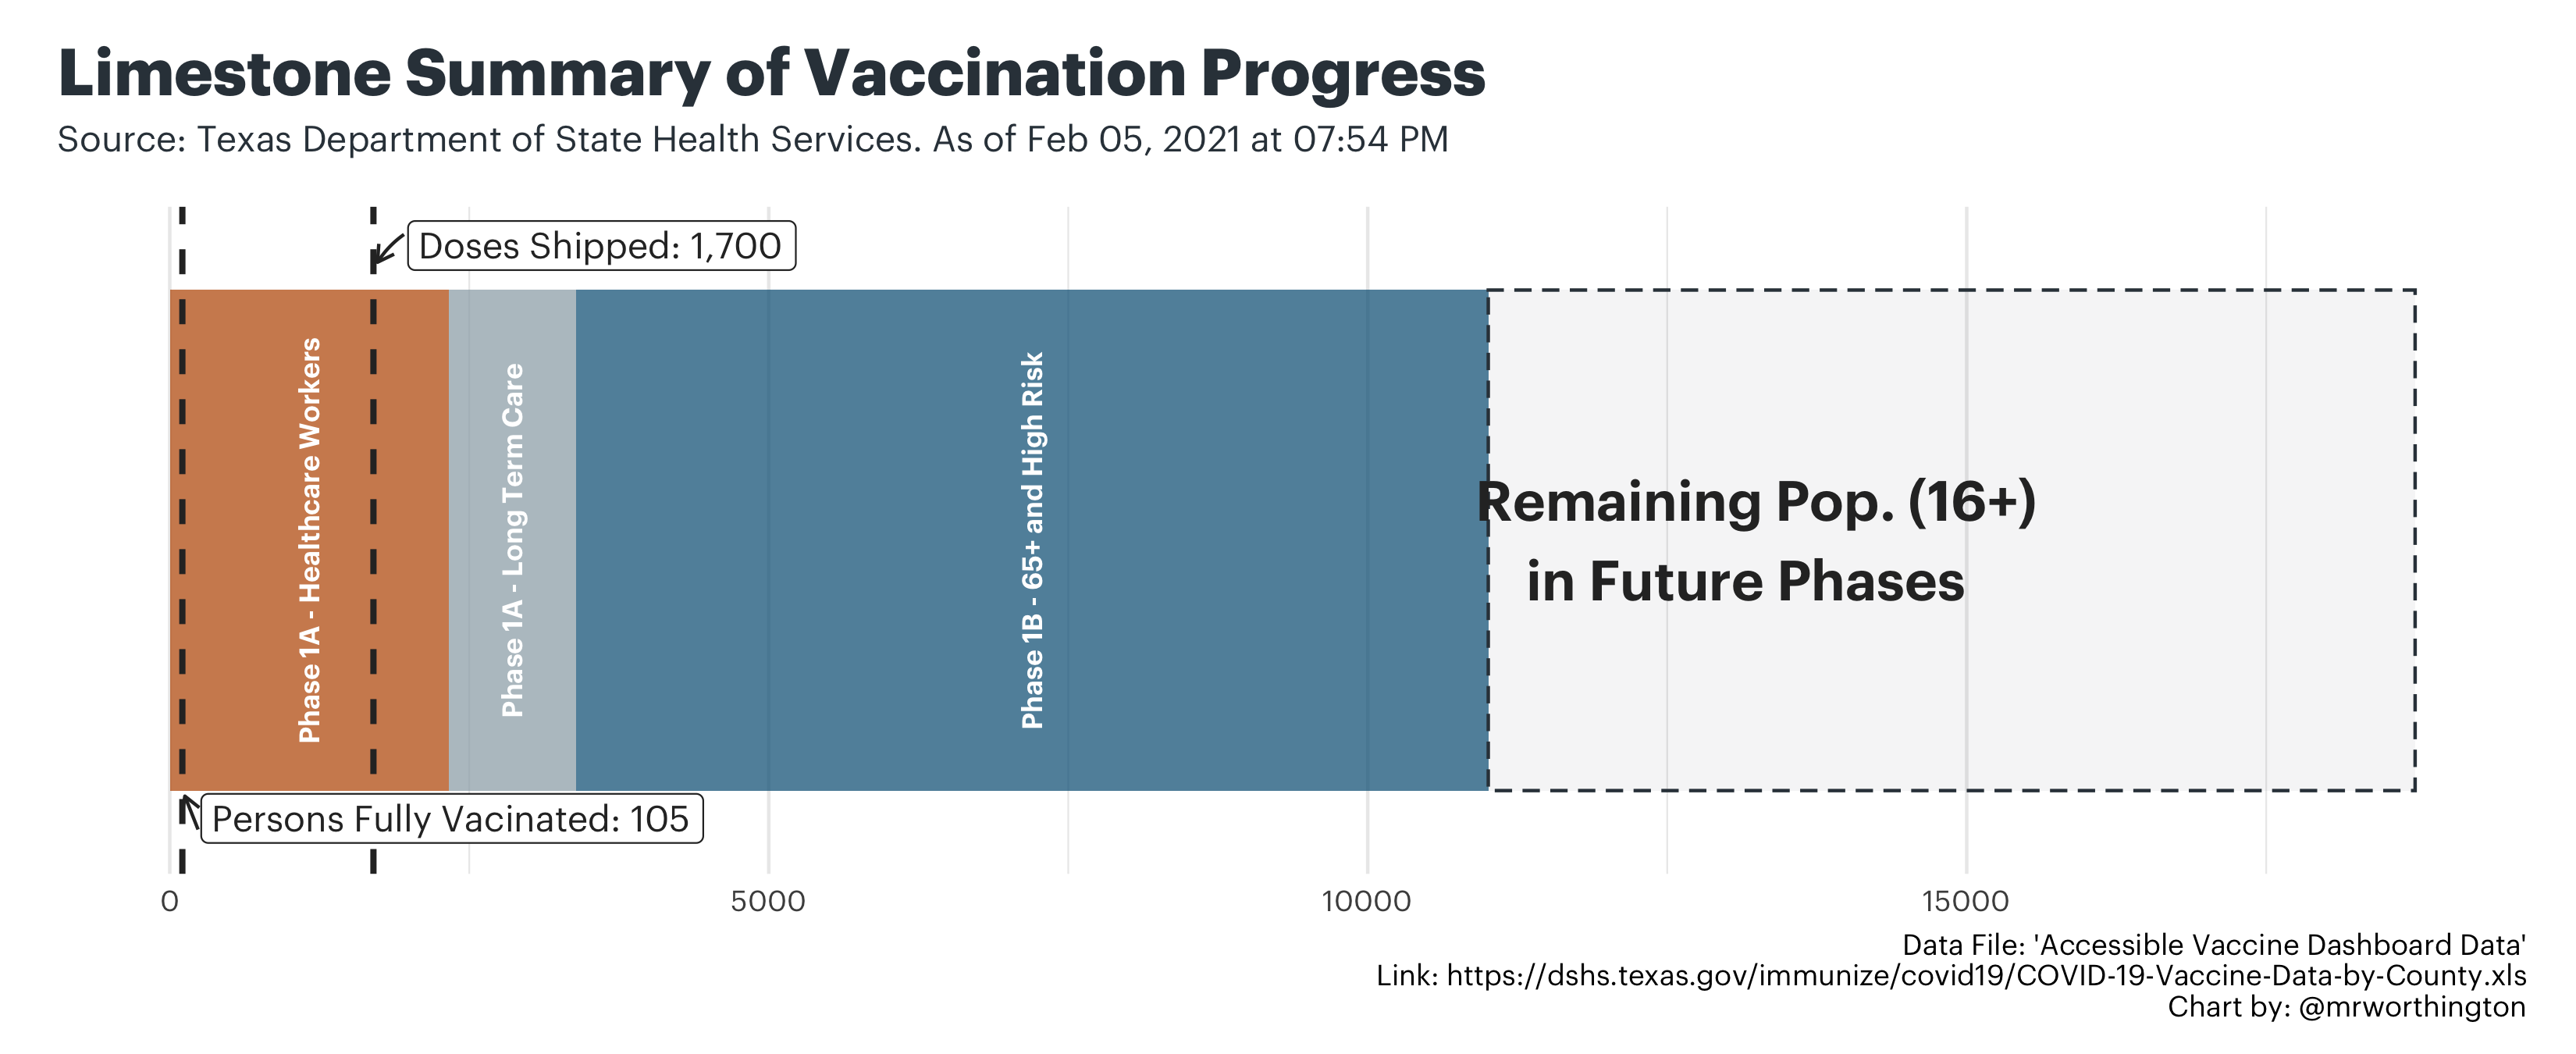 Limestone Summary of Vaccination Progress
Source: Texas Department of State Health Services. As of Feb 05, 2021 at 07:54 PM
Doses Shipped: 1,700
Phase 1A - Healthcare Workers
Phase 1A - Long Term Care
Phase 1B - 65+ and High Risk
Remaining Pop. (16+)
in Future Phases
Persons Fully Vacinated: 105
0 5000 10000 15000
Data File: 'Accessible Vaccine Dashboard Data'
Link: https://dshs.texas.gov/immunize/covid19/COVID-19-Vaccine-Data-by-County.xls
Chart by: @mrworthington